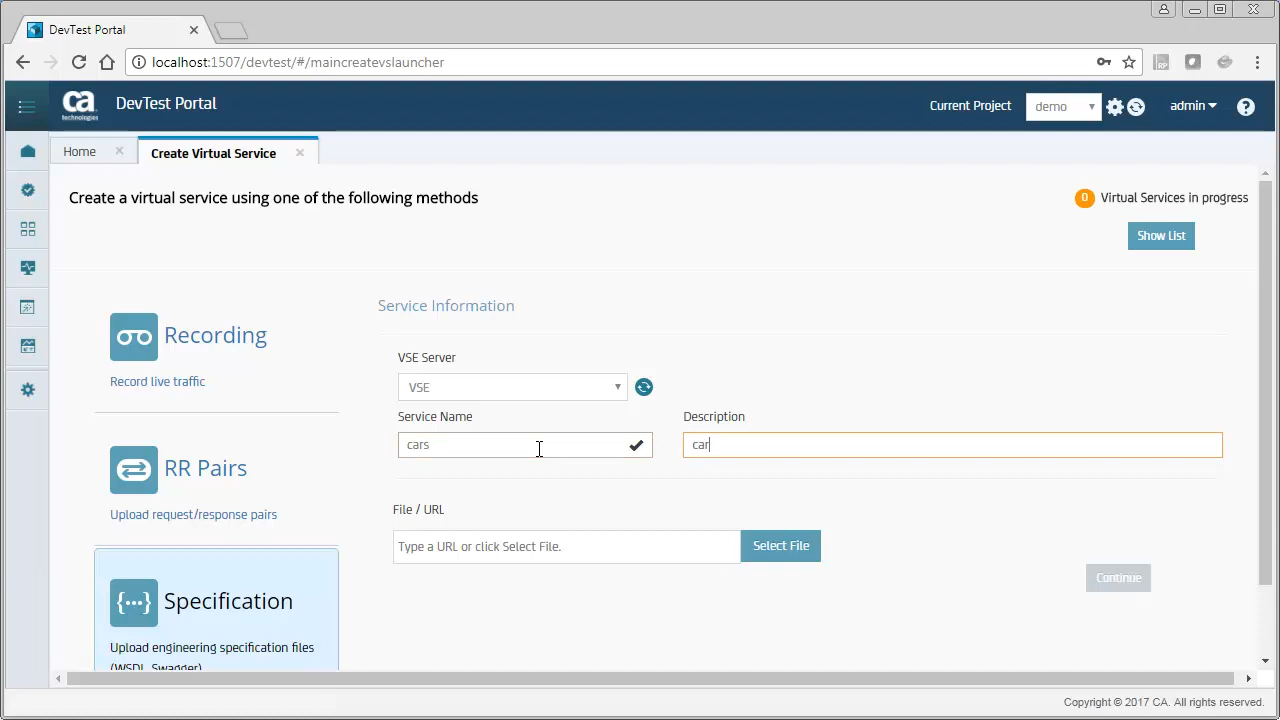 DevTest Portal
localhost:1507/devtest/#/maincreatevslauncher
RP
ca technologies
DevTest Portal
Current Project
demo
admin
Home
Create Virtual Service
Create a virtual service using one of the following methods
0 Virtual Services in progress
Show List
Recording
Record live traffic
RR Pairs
Upload request/response pairs
{...} Specification
Upload engineering specification files
(WSDL, Swagger)
Service Information
VSE Server
VSE
Service Name
Description
cars
car
File / URL
Type a URL or click Select File.
Select File
Continue
Copyright © 2017 CA. All rights reserved.